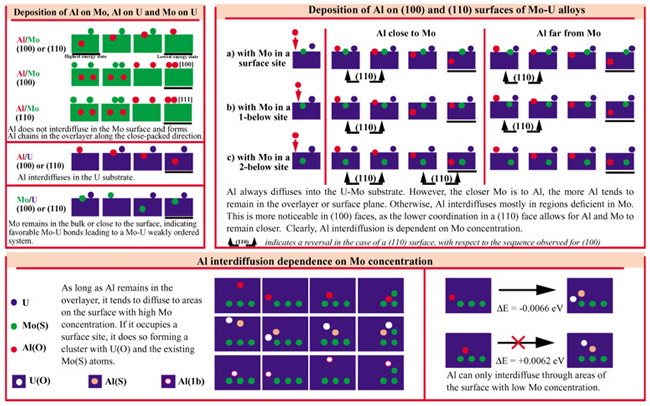 Deposition of Al on Mo, Al on U and Mo on U
Al/Mo
(100) or (110)
Highest energy state
Lowest energy state
Al/Mo
(100)
[100]
Al/Mo
(110)
[111]
Al does not interdiffuse in the Mo surface and forms
Al chains in the overlayer along the close-packed direction.
Al/U
(100) or (110)
Al interdiffuses in the U substrate.
Mo/U
(100) or (110)
Mo remains in the bulk or close to the surface, indicating
favorable Mo-U bonds leading to a Mo-U weakly ordered
system.
Deposition of Al on (100) and (110) surfaces of Mo-U alloys
Al close to Mo
Al far from Mo
a) with Mo in a
surface site
(110)
(110)
b) with Mo in a
1-below site
(110)
(110)
c) with Mo in a
2-below site
(110)
(110)
Al always diffuses into the U-Mo substrate. However, the closer Mo is to Al, the more Al tends to
remain in the overlayer or surface plane. Otherwise, Al interdiffuses mostly in regions deficient in Mo.
This is more noticeable in (100) faces, as the lower coordination in a (110) face allows for Al and Mo to
remain closer. Clearly, Al interdiffusion is dependent on Mo concentration.
(110) indicates a reversal in the case of a (110) surface, with respect to the sequence observed for (100)
Al interdiffusion dependence on Mo concentration
U
Mo(S)
Al(O)
U(O)
Al(S)
Al(1b)
As long as Al remains in the
overlayer, it tends to diffuse to areas
on the surface with high Mo
concentration. If it occupies a
surface site, it does so forming a
cluster with U(O) and the existing
Mo(S) atoms.
ΔE = -0.0066 eV
ΔE = +0.0062 eV
Al can only interdiffuse through areas of
the surface with low Mo concentration.